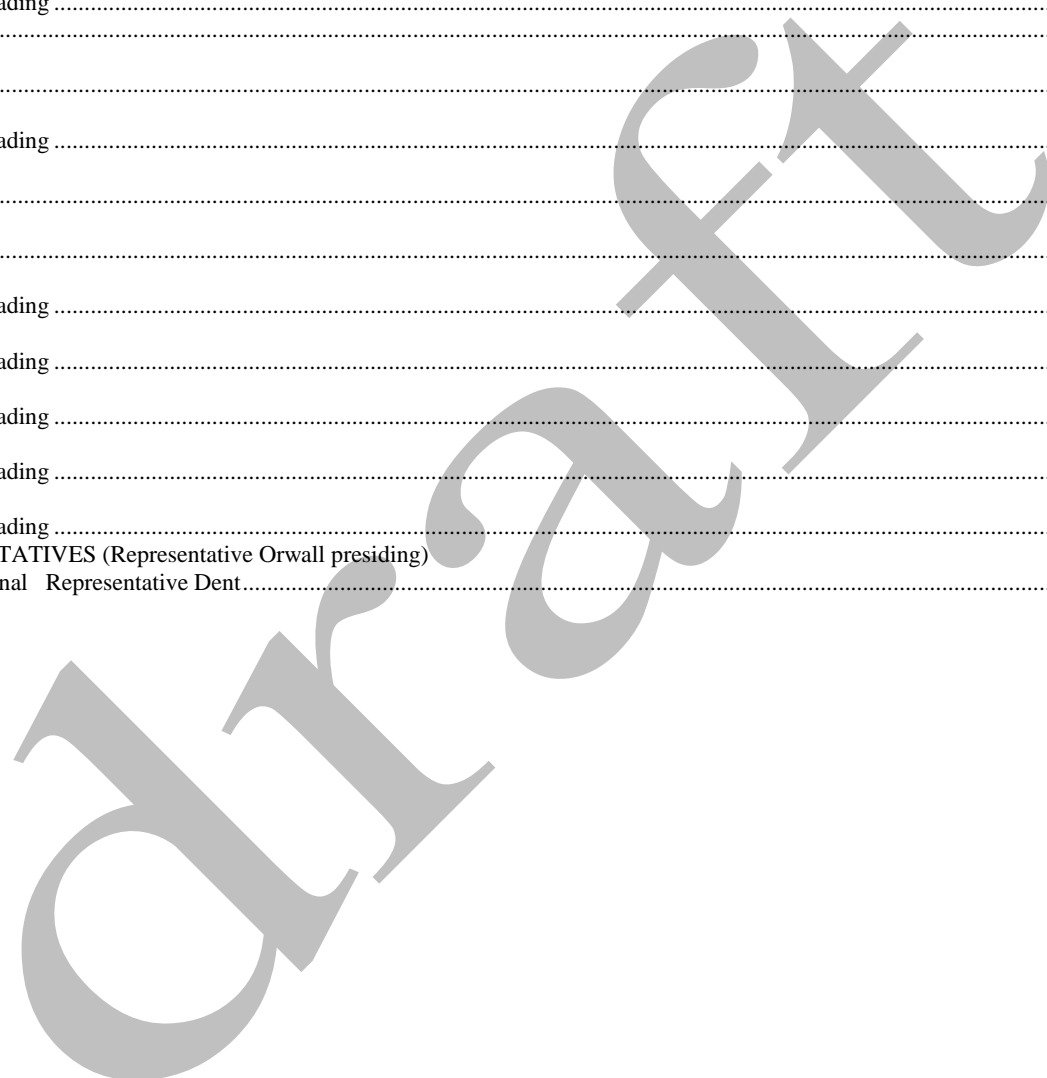 ading ........................................
........................................
........................................
ading ........................................
........................................
........................................
ading ........................................
ading ........................................
ading ........................................
ading ........................................
ading ........................................
TATIVES (Representative Orwall presiding)
nal Representative Dent ........................................
draft